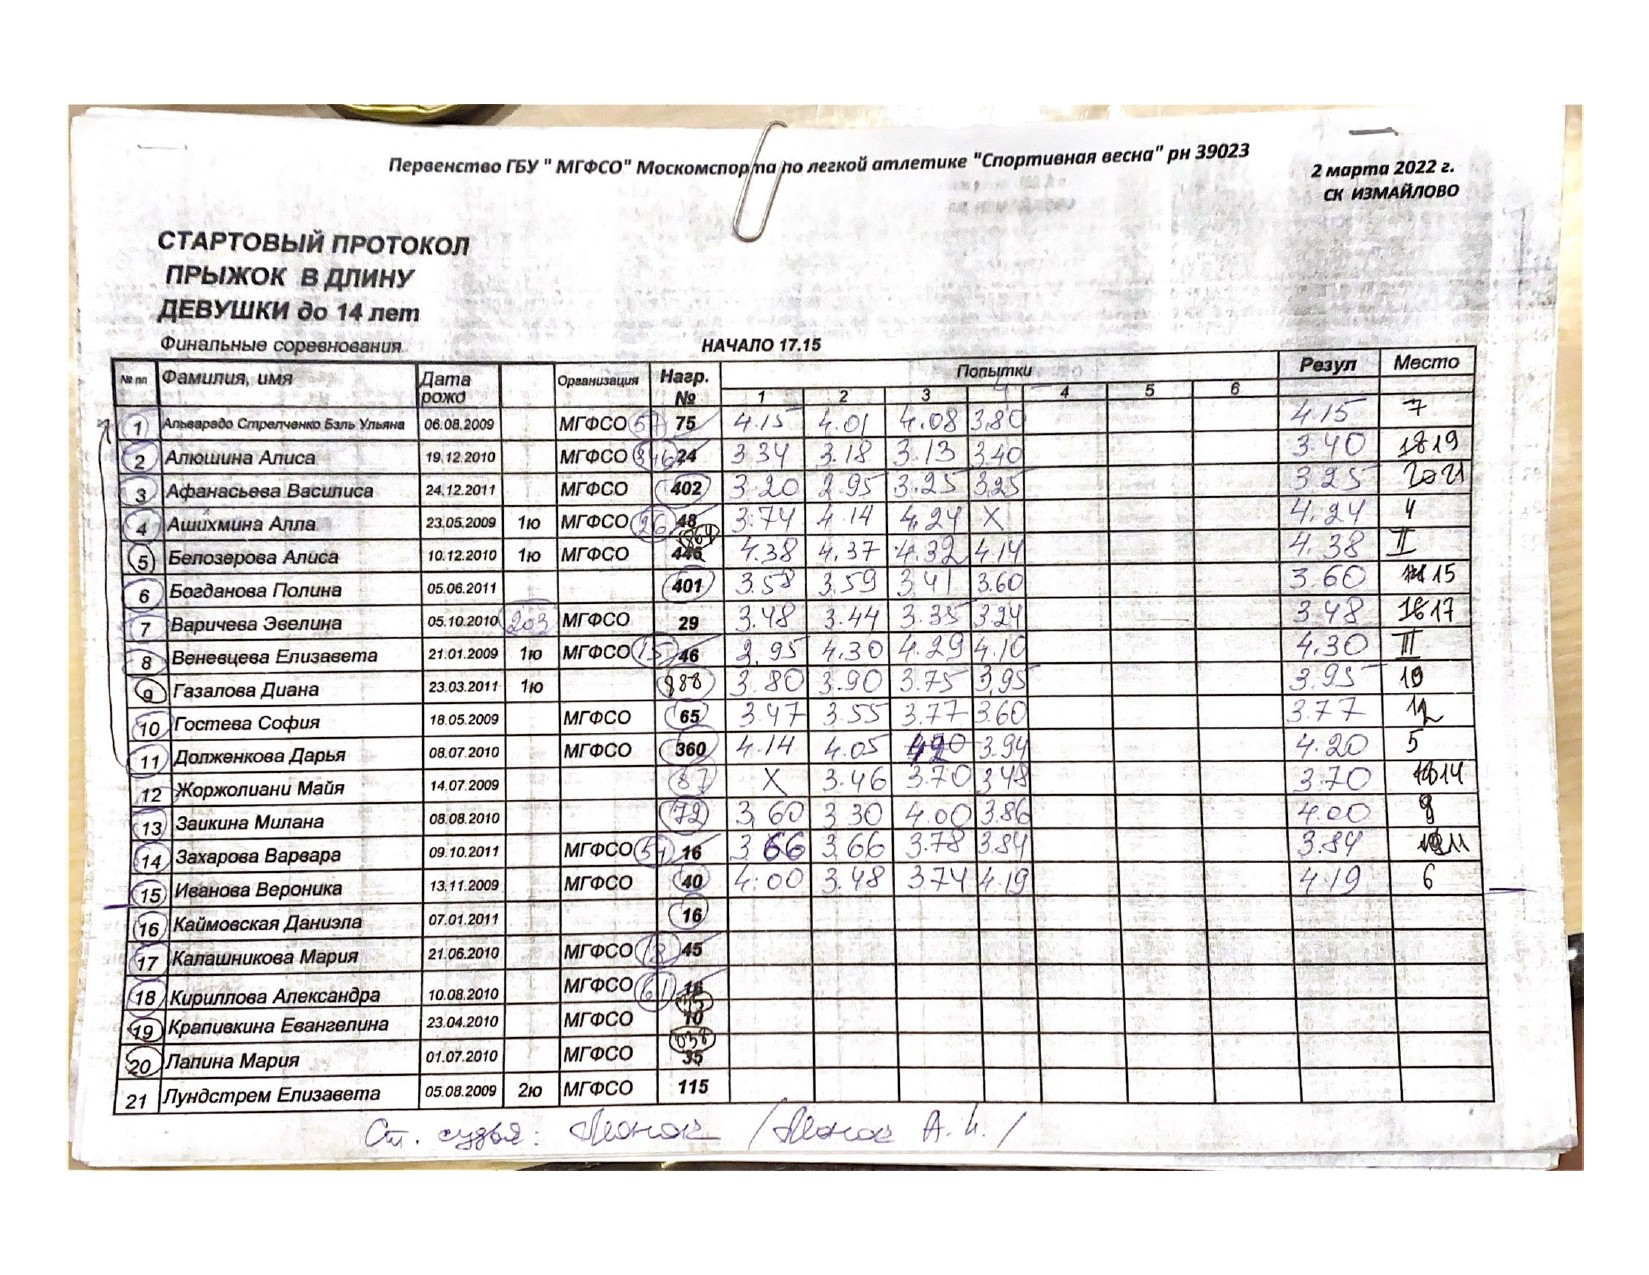 Первенство ГБУ " МГФСО" Москомспорта по легкой атлетике "Спортивная весна" рн 39023
2 марта 2022 г.
СК ИЗМАЙЛОВО
СТАРТОВЫЙ ПРОТОКОЛ
ПРЫЖОК В ДЛИНУ
ДЕВУШКИ до 14 лет
Финальные соревнования НАЧАЛО 17.15
№ пп Фамилия, имя Дата рожд Организация Нагр. № Попытки Резул Место
1 2 3 4 4 5 6
1 Альварадо Стрелченко Бэль Ульяна 06.08.2009 МГФСО 57 75 4.15 4.01 4.08 3.80 4.15 7
2 Алюшина Алиса 19.12.2010 МГФСО 24 3.34 3.18 3.13 3.40 3.40 19
3 Афанасьева Василиса 24.12.2011 МГФСО 402 3.20 2.95 3.25 3.25 3.25 21
4 Ашихмина Алла 23.05.2009 1ю МГФСО 26 48 3.74 4.14 4.24 X 4.24 4
5 Белозерова Алиса 10.12.2010 1ю МГФСО 4.38 4.37 4.32 4.14 4.38 II
6 Богданова Полина 05.06.2011 401 3.58 3.59 3.41 3.60 3.60 15
7 Варичева Эвелина 05.10.2010 203 МГФСО 29 3.48 3.44 3.35 3.24 3.48 17
8 Веневцева Елизавета 21.01.2009 1ю МГФСО 46 2.95 4.30 4.29 4.10 4.30 III
9 Газалова Диана 23.03.2011 1ю 888 3.80 3.90 3.75 3.95 3.95 10
10 Гостева София 18.05.2009 МГФСО 65 3.47 3.55 3.77 3.60 3.77 12
11 Долженкова Дарья 08.07.2010 МГФСО 360 4.14 4.05 4.20 3.94 4.20 5
12 Жоржолиани Майя 14.07.2009 87 X 3.46 3.70 3.48 3.70 14
13 Заикина Милана 08.08.2010 72 3.60 3.30 4.00 3.86 4.00 9
14 Захарова Варвара 09.10.2011 МГФСО 54 16 3.66 3.66 3.78 3.84 3.84 11
15 Иванова Вероника 13.11.2009 МГФСО 40 4.00 3.48 3.74 4.19 4.19 6
16 Каймовская Даниэла 07.01.2011 16
17 Калашникова Мария 21.06.2010 МГФСО 12 45
18 Кириллова Александра 10.08.2010 МГФСО 61 16
19 Крапивкина Евангелина 23.04.2010 МГФСО 10
20 Лапина Мария 01.07.2010 МГФСО 35
21 Лундстрем Елизавета 05.08.2009 2ю МГФСО 115
Ст. судья: